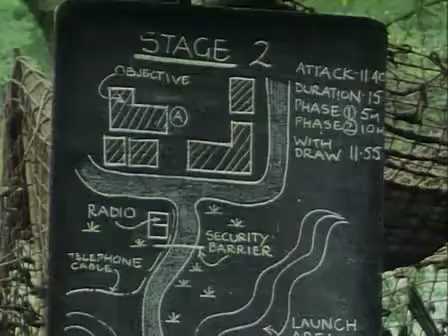 STAGE 2
OBJECTIVE
A
A
ATTACK-11.40
DURATION.15
PHASE ① 5M
PHASE ② 10M
WITH
DRAW 11.55
RADIO
SECURITY
BARRIER
TELEPHONE
CABLE
LAUNCH